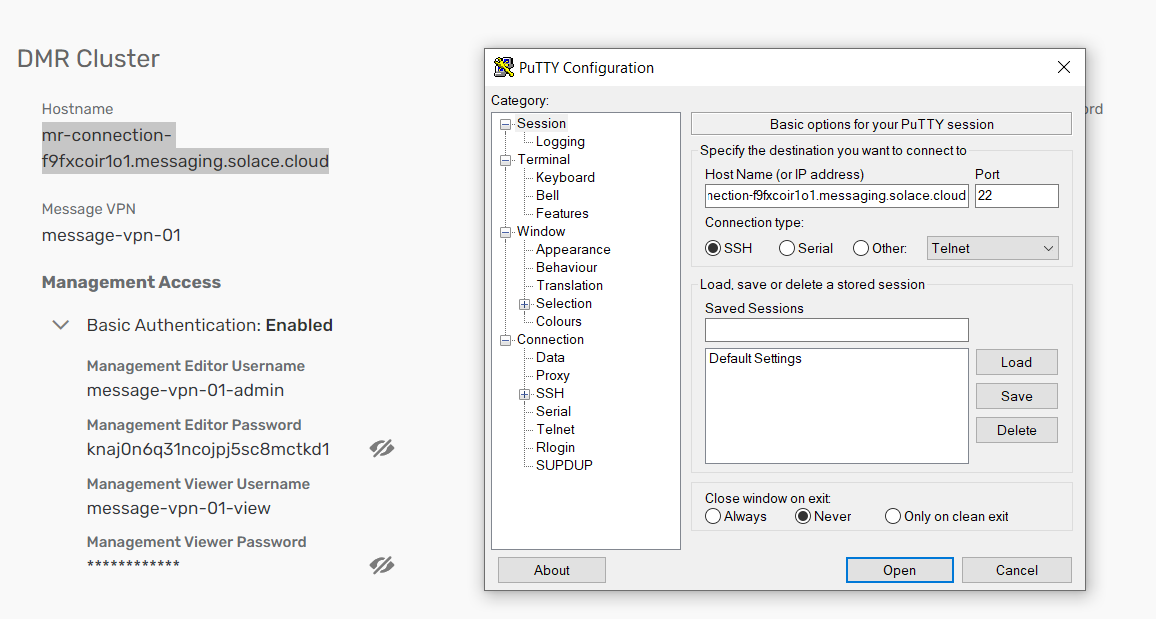 DMR Cluster
Hostname
mr-connection-
f9fxcoir1o1.messaging.solace.cloud
Message VPN
message-vpn-01
Management Access
Basic Authentication: Enabled
Management Editor Username
message-vpn-01-admin
Management Editor Password
knaj0n6q31ncojpj5sc8mctkd1
Management Viewer Username
message-vpn-01-view
Management Viewer Password
************
PuTTY Configuration
Category:
Session
Logging
Terminal
Keyboard
Bell
Features
Window
Appearance
Behaviour
Translation
Selection
Colours
Connection
Data
Proxy
SSH
Serial
Telnet
Rlogin
SUPDUP
Basic options for your PuTTY session
Specify the destination you want to connect to
Host Name (or IP address) Port
nection-f9fxcoir1o1.messaging.solace.cloud 22
Connection type:
SSH Serial Other: Telnet
Load, save or delete a stored session
Saved Sessions
Default Settings
Load
Save
Delete
Close window on exit:
Always Never Only on clean exit
About Open Cancel
ord